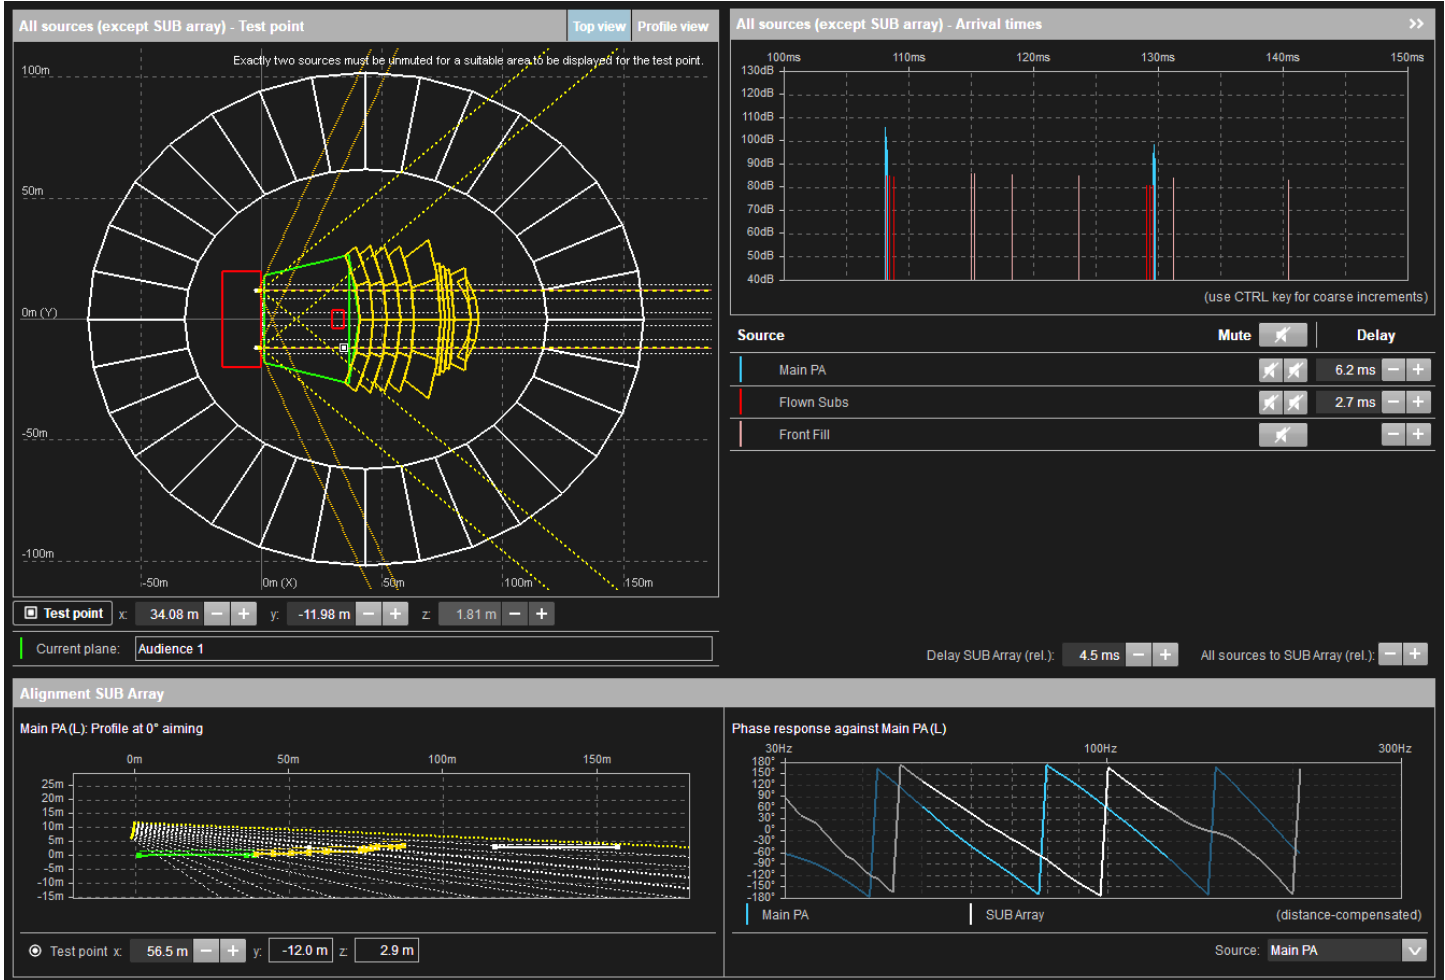 All sources (except SUB array) - Test point
Top view
Profile view
Exactly two sources must be unmuted for a suitable area to be displayed for the test point.
100m
50m
0m (Y)
-50m
-100m
-50m
0m (X)
50m
100m
150m
Test point x: 34.08 m y: -11.98 m z: 1.81 m
Current plane: Audience 1
All sources (except SUB array) - Arrival times
>>
100ms 110ms 120ms 130ms 140ms 150ms
130dB
120dB
110dB
100dB
90dB
80dB
70dB
60dB
50dB
40dB
(use CTRL key for coarse increments)
Source Mute Delay
Main PA 6.2 ms
Flown Subs 2.7 ms
Front Fill
Delay SUB Array (rel.): 4.5 ms All sources to SUB Array (rel.):
Alignment SUB Array
Main PA (L): Profile at 0° aiming
0m 50m 100m 150m
25m
20m
15m
10m
5m
0m
-5m
-10m
-15m
Test point x: 56.5 m y: -12.0 m z: 2.9 m
Phase response against Main PA (L)
30Hz 100Hz 300Hz
180°
150°
120°
90°
60°
30°
0°
-30°
-60°
-90°
-120°
-150°
-180°
Main PA SUB Array (distance-compensated)
Source: Main PA